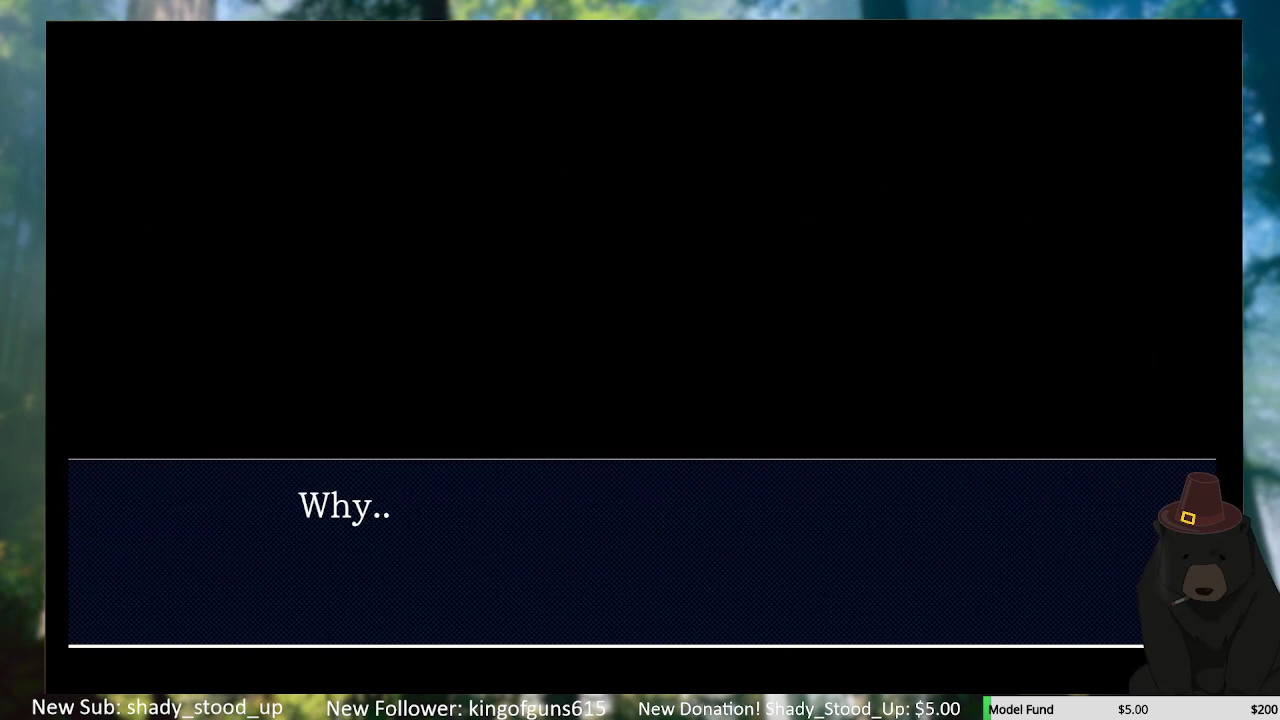 Why..
New Sub: shady_stood_up
New Follower: kingofguns615
New Donation! Shady_Stood_Up: $5.00
Model Fund $5.00 $200